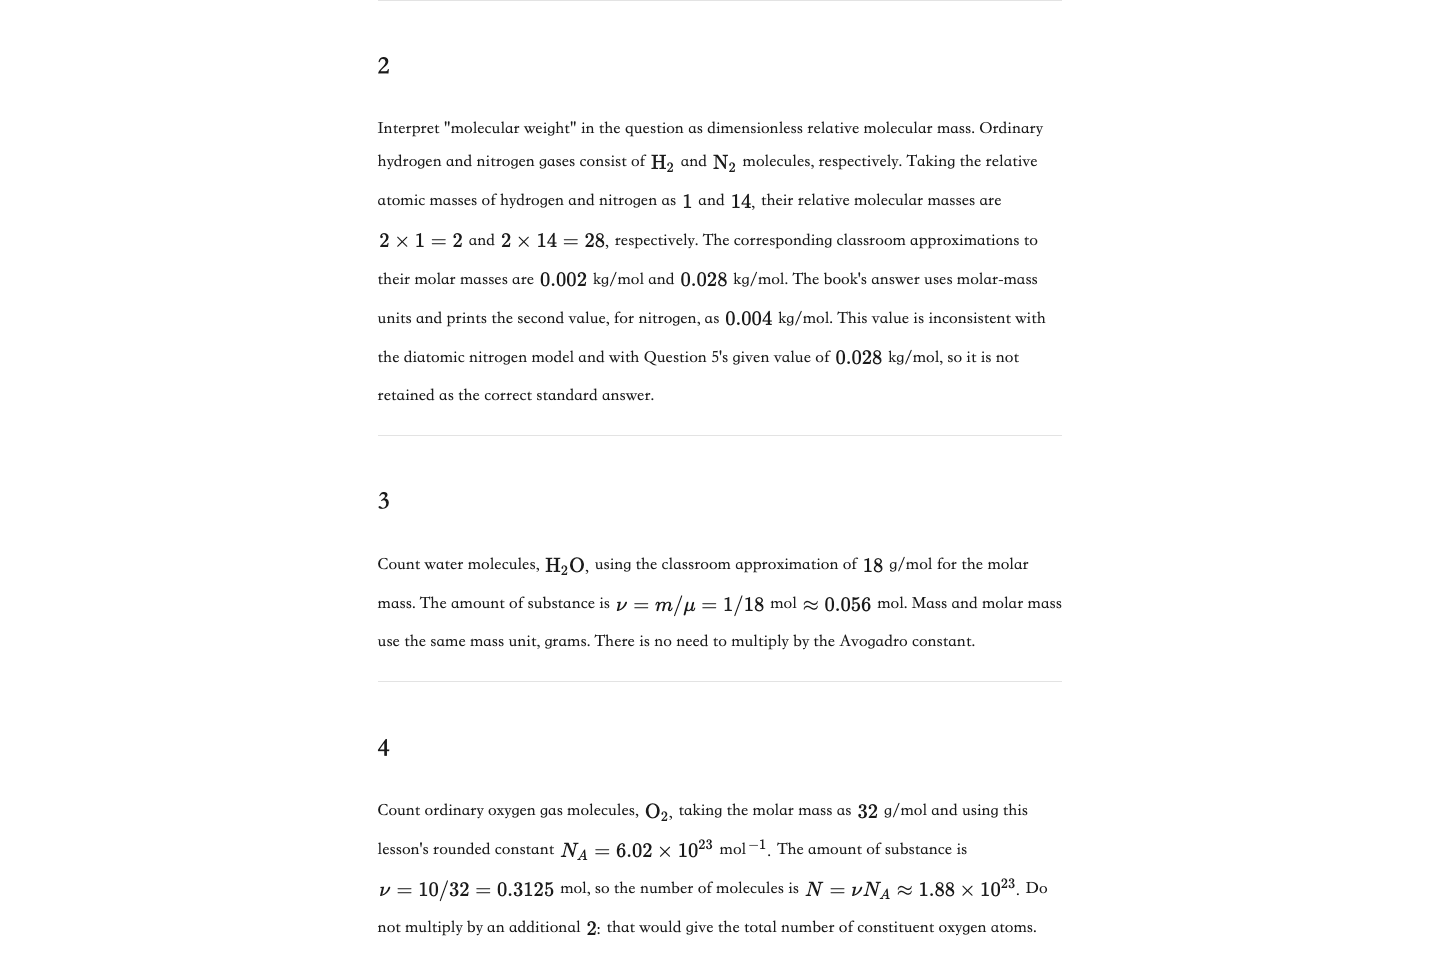 2
Interpret "molecular weight" in the question as dimensionless relative molecular mass. Ordinary
hydrogen and nitrogen gases consist of H₂ and N₂ molecules, respectively. Taking the relative
atomic masses of hydrogen and nitrogen as 1 and 14, their relative molecular masses are
2 × 1 = 2 and 2 × 14 = 28, respectively. The corresponding classroom approximations to
their molar masses are 0.002 kg/mol and 0.028 kg/mol. The book's answer uses molar-mass
units and prints the second value, for nitrogen, as 0.004 kg/mol. This value is inconsistent with
the diatomic nitrogen model and with Question 5's given value of 0.028 kg/mol, so it is not
retained as the correct standard answer.
3
Count water molecules, H₂O, using the classroom approximation of 18 g/mol for the molar
mass. The amount of substance is ν = m/μ = 1/18 mol ≈ 0.056 mol. Mass and molar mass
use the same mass unit, grams. There is no need to multiply by the Avogadro constant.
4
Count ordinary oxygen gas molecules, O₂, taking the molar mass as 32 g/mol and using this
lesson's rounded constant N_A = 6.02 × 10²³ mol⁻¹. The amount of substance is
ν = 10/32 = 0.3125 mol, so the number of molecules is N = νN_A ≈ 1.88 × 10²³. Do
not multiply by an additional 2: that would give the total number of constituent oxygen atoms.